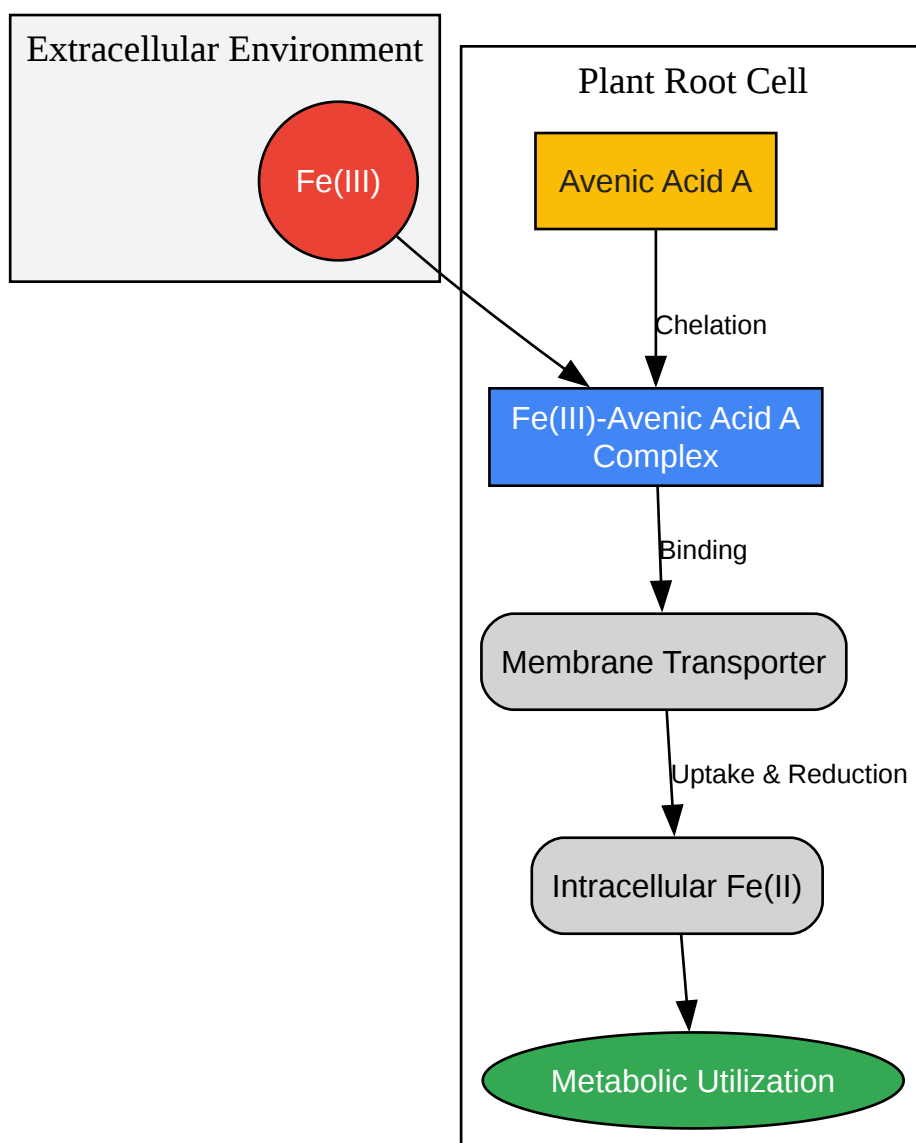 Extracellular Environment
Fe(III)
Plant Root Cell
Avenic Acid A
Chelation
Fe(III)-Avenic Acid A
Complex
Binding
Membrane Transporter
Uptake & Reduction
Intracellular Fe(II)
Metabolic Utilization